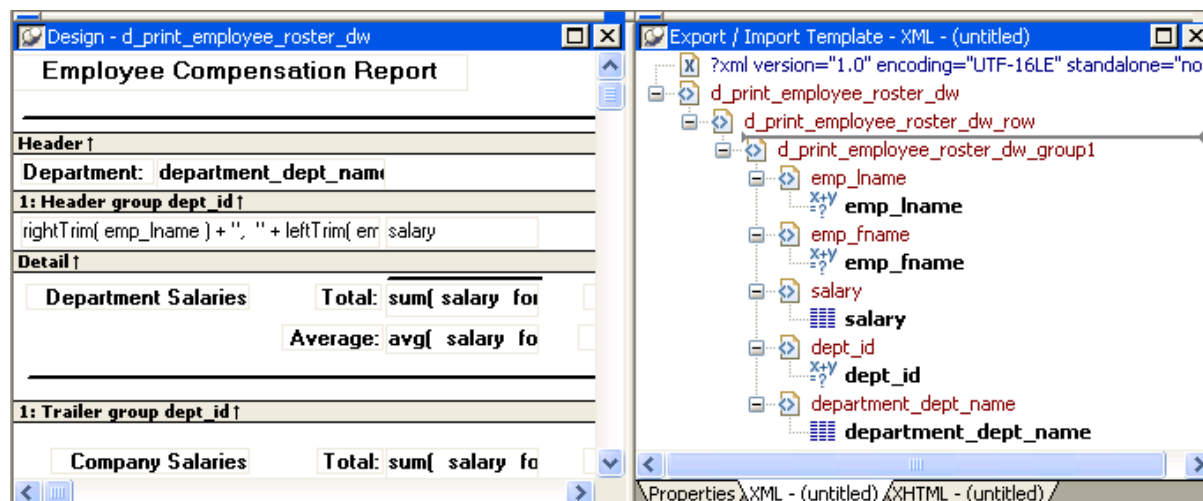 Design - d_print_employee_roster_dw
Employee Compensation Report
Header ↑
Department: department_dept_name
1: Header group dept_id ↑
rightTrim( emp_lname ) + ", " + leftTrim( em salary
Detail ↑
Department Salaries Total: sum( salary for
Average: avg( salary fo
1: Trailer group dept_id ↑
Company Salaries Total: sum( salary fo
Export / Import Template - XML - (untitled)
?xml version="1.0" encoding="UTF-16LE" standalone="no
d_print_employee_roster_dw
d_print_employee_roster_dw_row
d_print_employee_roster_dw_group1
emp_lname
x+y=? emp_lname
emp_fname
x+y=? emp_fname
salary
salary
dept_id
x+y=? dept_id
department_dept_name
department_dept_name
Properties XML - (untitled) XHTML - (untitled)